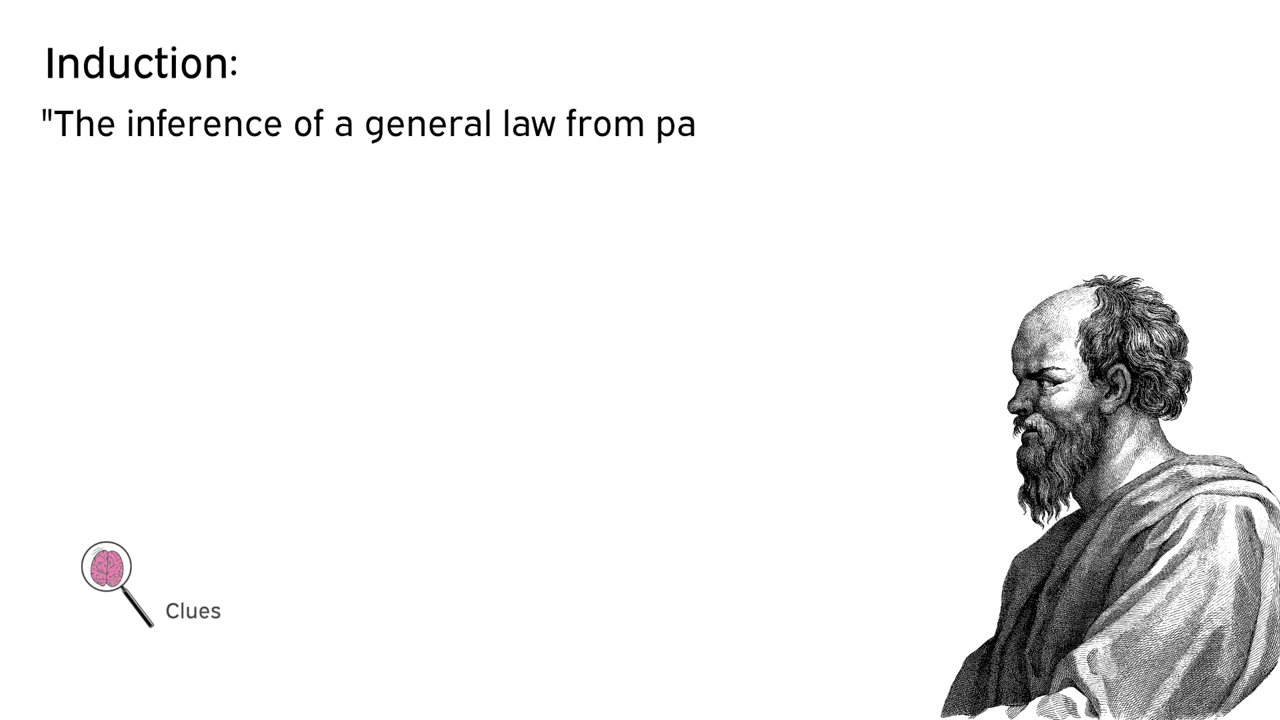 Induction:
"The inference of a general law from pa
Clues